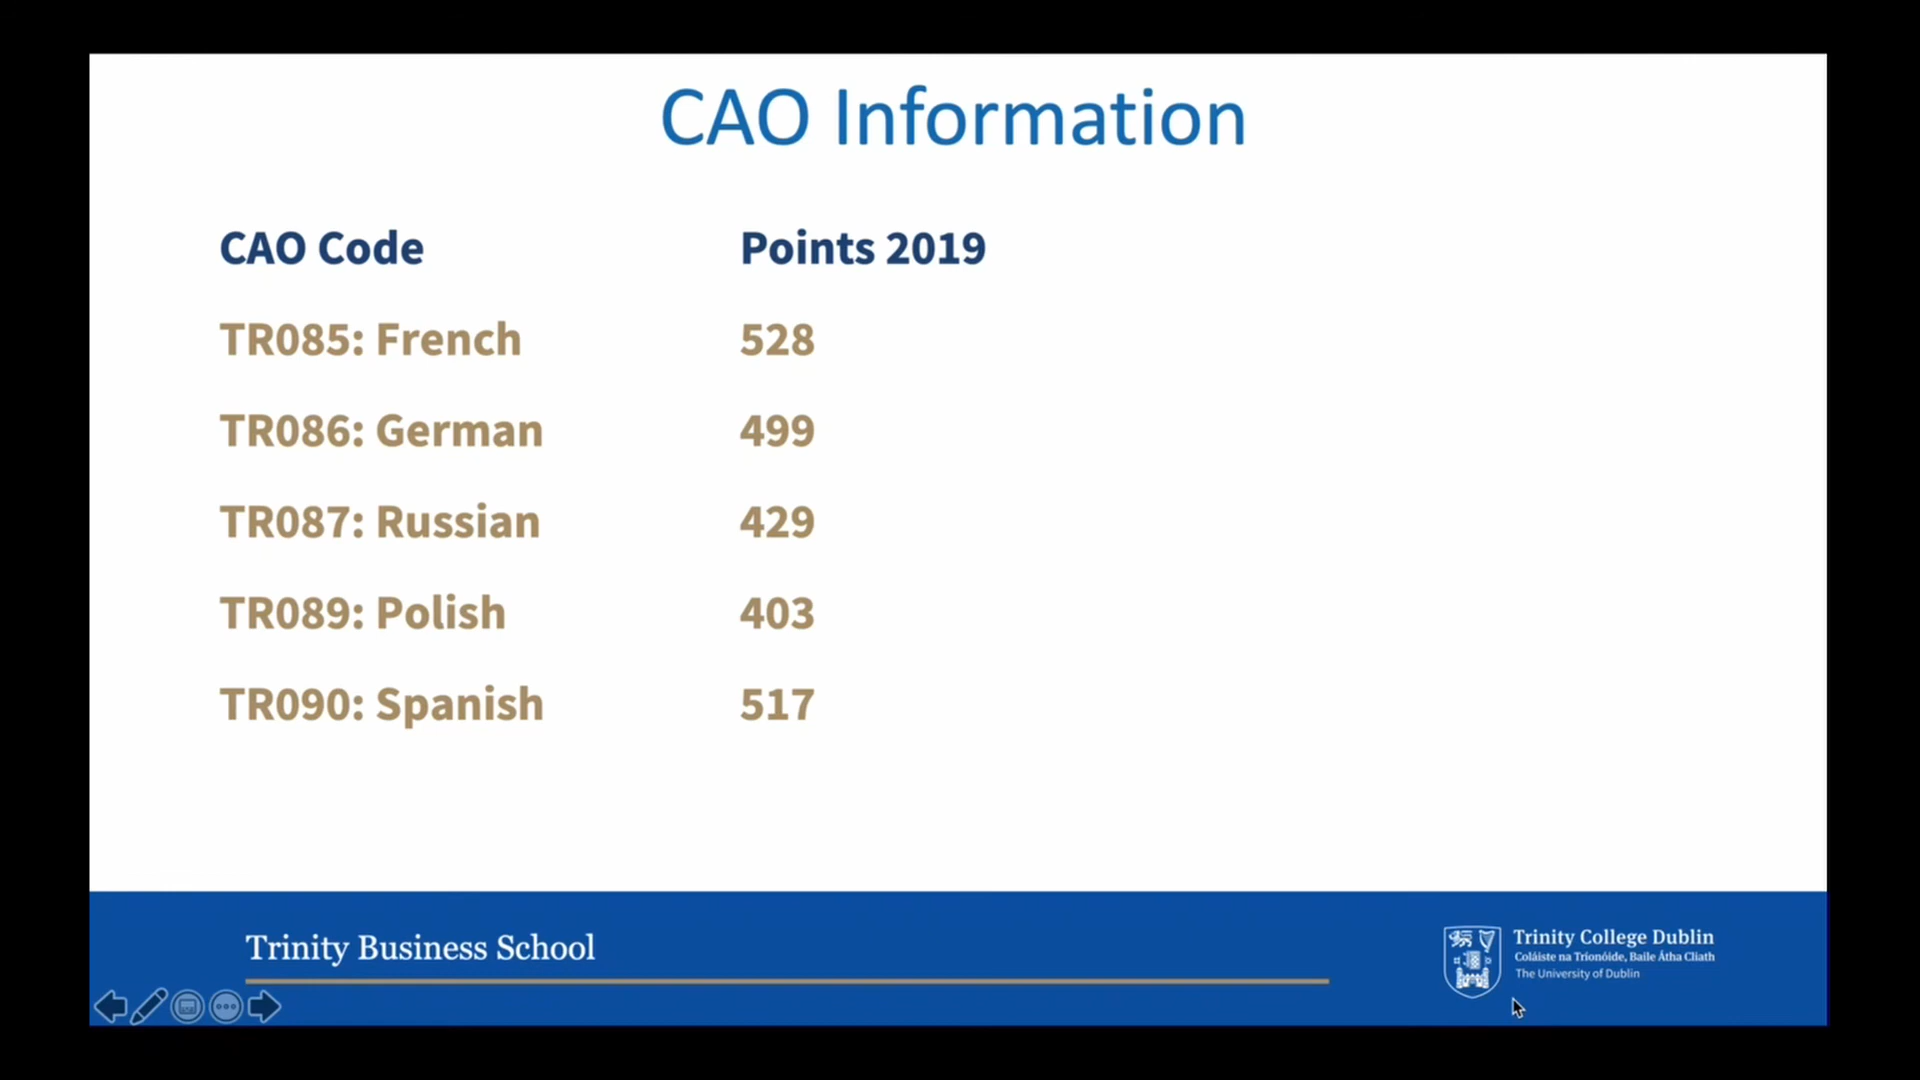 CAO Information
CAO Code Points 2019
TR085: French 528
TR086: German 499
TR087: Russian 429
TR089: Polish 403
TR090: Spanish 517
Trinity Business School
Trinity College Dublin
Coláiste na Tríonóide, Baile Átha Cliath
The University of Dublin